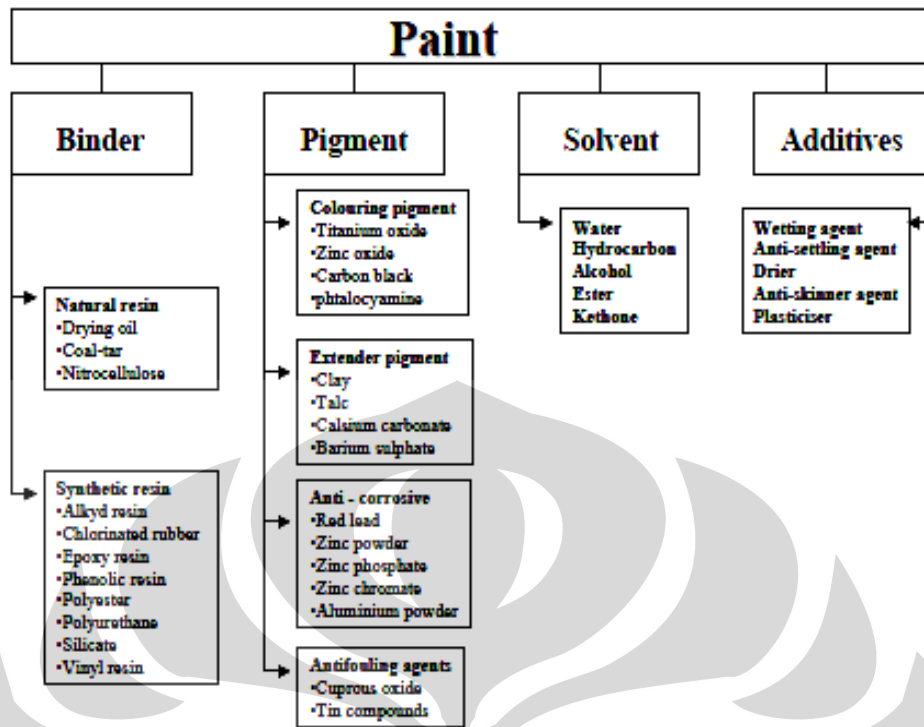 Paint
Binder
Pigment
Solvent
Additives
Natural resin
•Drying oil
•Coal-tar
•Nitrocellulose
Synthetic resin
•Alkyd resin
•Chlorinated rubber
•Epoxy resin
•Phenolic resin
•Polyester
•Polyurethane
•Silicate
•Vinyl resin
Colouring pigment
•Titanium oxide
•Zinc oxide
•Carbon black
•phtalocyamine
Extender pigment
•Clay
•Talc
•Calsium carbonate
•Barium sulphate
Anti - corrosive
•Red lead
•Zinc powder
•Zinc phosphate
•Zinc chromate
•Aluminium powder
Antifouling agents
•Cuprous oxide
•Tin compounds
Water
Hydrocarbon
Alcohol
Ester
Kethone
Wetting agent
Anti-settling agent
Drier
Anti-skinner agent
Plasticiser